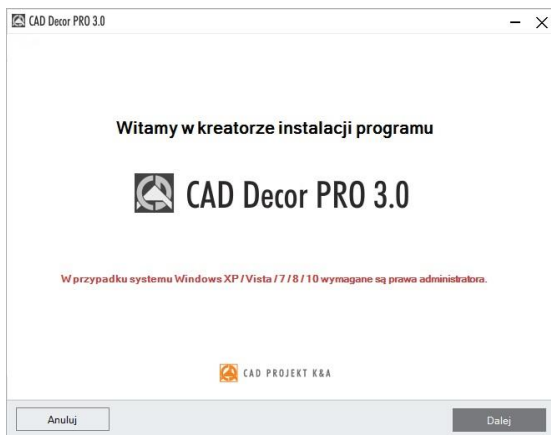 CAD Decor PRO 3.0
Witamy w kreatorze instalacji programu
CAD Decor PRO 3.0
W przypadku systemu Windows XP / Vista / 7 / 8 / 10 wymagane są prawa administratora.
CAD PROJEKT K&A
Anuluj
Dalej